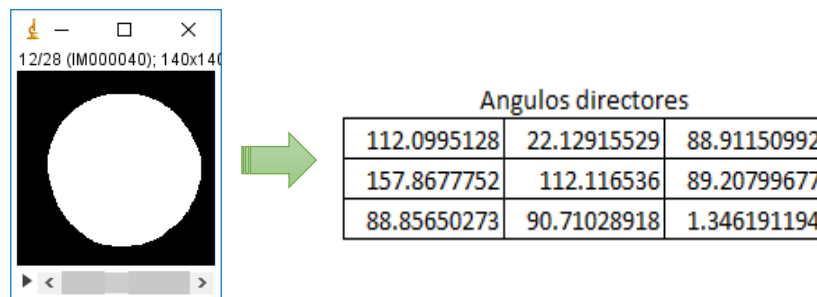 12/28 (IM000040); 140x140
Angulos directores
112.0995128 22.12915529 88.91150992
157.8677752 112.116536 89.20799677
88.85650273 90.71028918 1.346191194